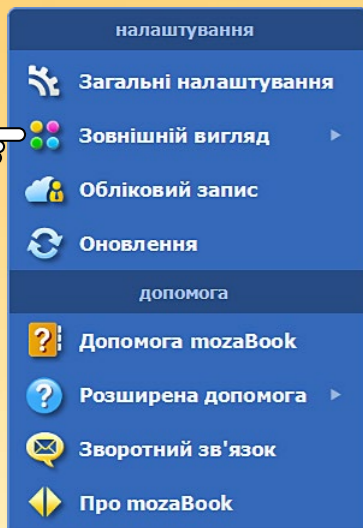 налаштування
Загальні налаштування
Зовнішній вигляд
Обліковий запис
Оновлення
допомога
Допомога mozaBook
Розширена допомога
Зворотний зв'язок
Про mozaBook